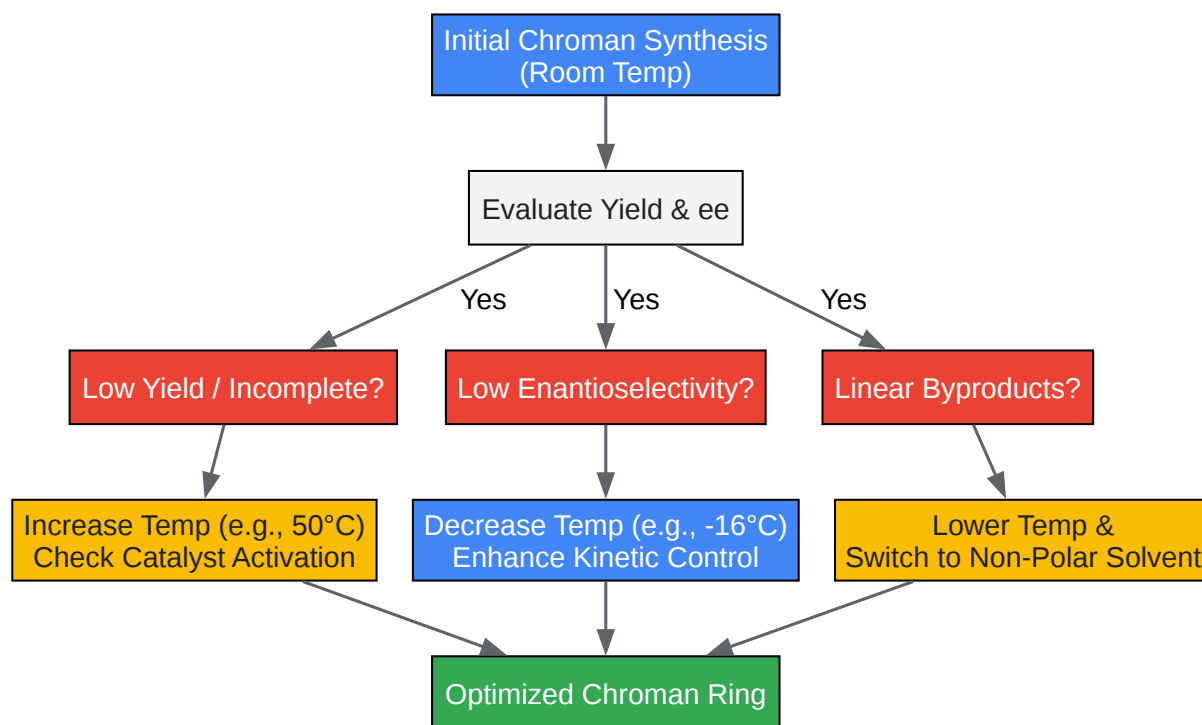 Initial Chroman Synthesis
(Room Temp)
Evaluate Yield & ee
Yes
Yes
Yes
Low Yield / Incomplete?
Low Enantioselectivity?
Linear Byproducts?
Increase Temp (e.g., 50°C)
Check Catalyst Activation
Decrease Temp (e.g., -16°C)
Enhance Kinetic Control
Lower Temp &
Switch to Non-Polar Solvent
Optimized Chroman Ring